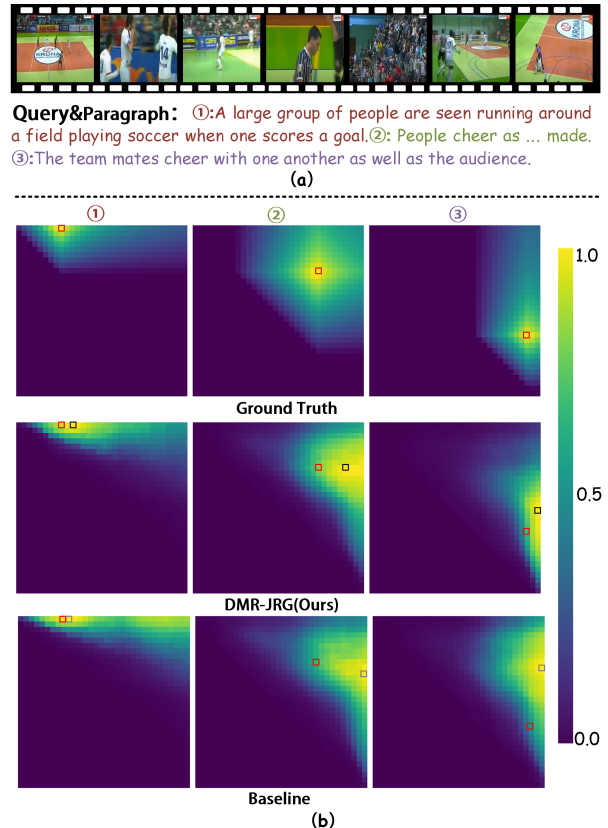 KRONA
Query&Paragraph: ①:A large group of people are seen running around
a field playing soccer when one scores a goal.②: People cheer as ... made.
③:The team mates cheer with one another as well as the audience.
(a)
① ② ③
1.0
Ground Truth
0.5
DMR-JRG(Ours)
0.0
Baseline
(b)